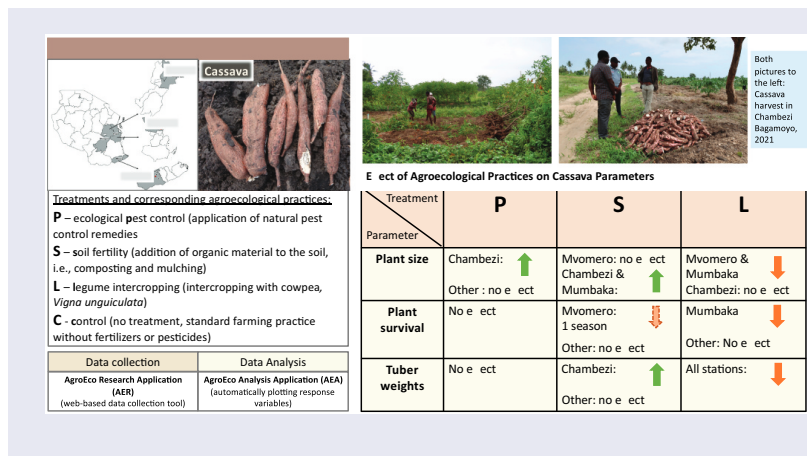 Cassava
Both
pictures to
the left:
Cassava
harvest in
Chambezi
Bagamoyo,
2021
E ect of Agroecological Practices on Cassava Parameters
Treatments and corresponding agroecological practices:
P – ecological pest control (application of natural pest
control remedies
S – soil fertility (addition of organic material to the soil,
i.e., composting and mulching)
L – legume intercropping (intercropping with cowpea,
Vigna unguiculata)
C - control (no treatment, standard farming practice
without fertilizers or pesticides)
Data collection
Data Analysis
AgroEco Research Application
(AER)
(web-based data collection tool)
AgroEco Analysis Application (AEA)
(automatically plotting response
variables)
Treatment
Parameter
P
S
L
Plant size
Chambezi:
Other : no e ect
Mvomero: no e ect
Chambezi &
Mumbaka:
Mvomero &
Mumbaka
Chambezi: no e ect
Plant
survival
No e ect
Mvomero:
1 season
Other: no e ect
Mumbaka
Other: No e ect
Tuber
weights
No e ect
Chambezi:
Other: no e ect
All stations: